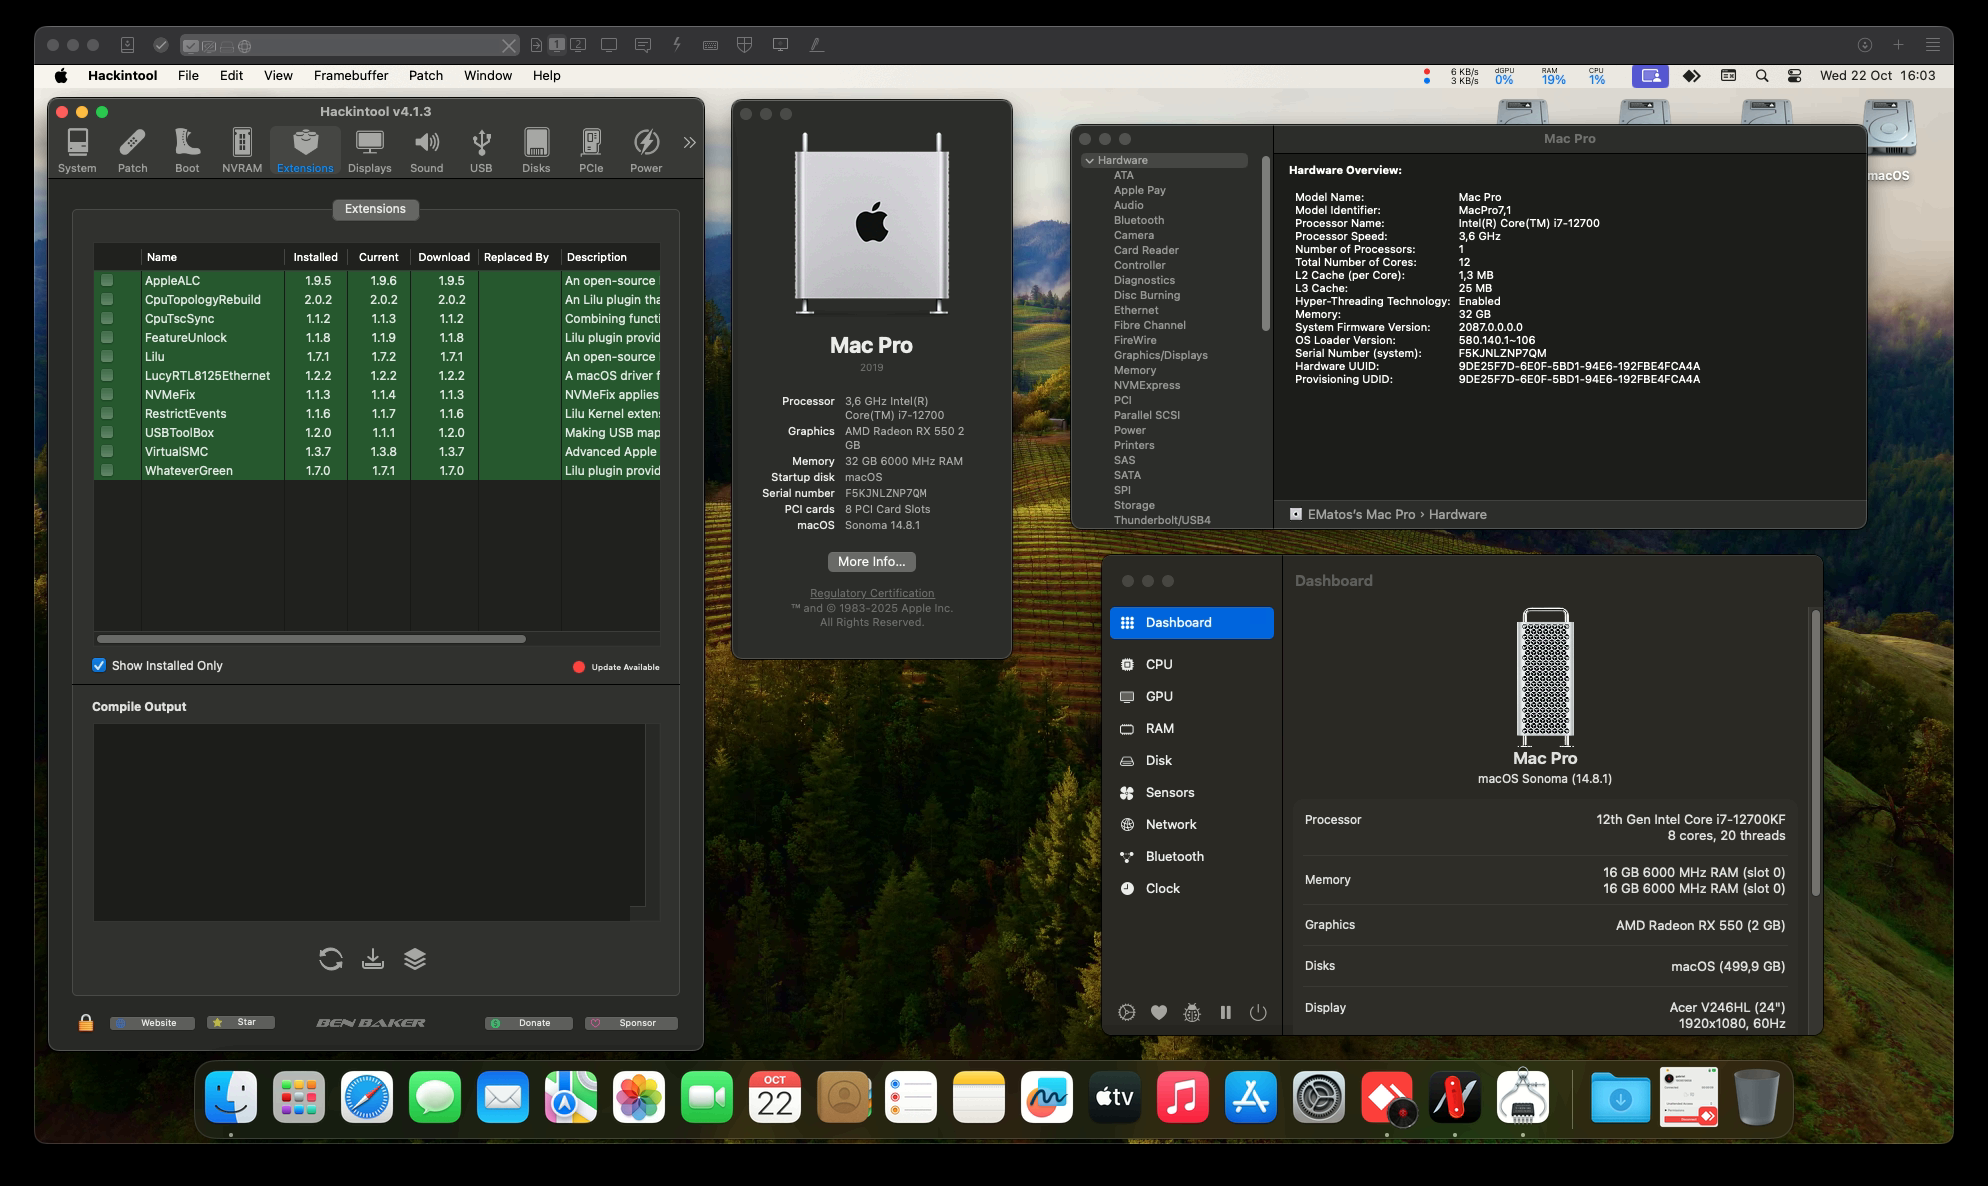 1 2
Hackintool File Edit View Framebuffer Patch Window Help
6 KB/s 3 KB/s dGPU 0% RAM 19% CPU 1% Wed 22 Oct 16:03
Hackintool v4.1.3
System Patch Boot NVRAM Extensions Displays Sound USB Disks PCIe Power
Extensions
Name Installed Current Download Replaced By Description
AppleALC 1.9.5 1.9.6 1.9.5 An open-source
CpuTopologyRebuild 2.0.2 2.0.2 2.0.2 An Lilu plugin tha
CpuTscSync 1.1.2 1.1.3 1.1.2 Combining functi
FeatureUnlock 1.1.8 1.1.9 1.1.8 Lilu plugin provid
Lilu 1.7.1 1.7.2 1.7.1 An open-source
LucyRTL8125Ethernet 1.2.2 1.2.2 1.2.2 A macOS driver f
NVMeFix 1.1.3 1.1.4 1.1.3 NVMeFix applies
RestrictEvents 1.1.6 1.1.7 1.1.6 Lilu Kernel exten
USBToolBox 1.2.0 1.1.1 1.2.0 Making USB map
VirtualSMC 1.3.7 1.3.8 1.3.7 Advanced Apple
WhateverGreen 1.7.0 1.7.1 1.7.0 Lilu plugin provid
Show Installed Only
Update Available
Compile Output
Website Star BEN BAKER Donate Sponsor
Mac Pro
2019
Processor 3,6 GHz Intel(R)
Core(TM) i7-12700
Graphics AMD Radeon RX 550 2
GB
Memory 32 GB 6000 MHz RAM
Startup disk macOS
Serial number F5KJNLZNP7QM
PCI cards 8 PCI Card Slots
macOS Sonoma 14.8.1
More Info...
Regulatory Certification
™ and © 1983-2025 Apple Inc.
All Rights Reserved.
Mac Pro
Hardware
ATA
Apple Pay
Audio
Bluetooth
Camera
Card Reader
Controller
Diagnostics
Disc Burning
Ethernet
Fibre Channel
FireWire
Graphics/Displays
Memory
NVMExpress
PCI
Parallel SCSI
Power
Printers
SAS
SATA
SPI
Storage
Thunderbolt/USB4
Hardware Overview:
Model Name: Mac Pro
Model Identifier: MacPro7,1
Processor Name: Intel(R) Core(TM) i7-12700
Processor Speed: 3,6 GHz
Number of Processors: 1
Total Number of Cores: 12
L2 Cache (per Core): 1,3 MB
L3 Cache: 25 MB
Hyper-Threading Technology: Enabled
Memory: 32 GB
System Firmware Version: 2087.0.0.0.0
OS Loader Version: 580.140.1~106
Serial Number (system): F5KJNLZNP7QM
Hardware UUID: 9DE25F7D-6E0F-5BD1-94E6-192FBE4FCA4A
Provisioning UDID: 9DE25F7D-6E0F-5BD1-94E6-192FBE4FCA4A
EMatos's Mac Pro › Hardware
macOS
Dashboard
Dashboard
CPU
GPU
RAM
Disk
Sensors
Network
Bluetooth
Clock
Mac Pro
macOS Sonoma (14.8.1)
Processor 12th Gen Intel Core i7-12700KF
8 cores, 20 threads
Memory 16 GB 6000 MHz RAM (slot 0)
16 GB 6000 MHz RAM (slot 0)
Graphics AMD Radeon RX 550 (2 GB)
Disks macOS (499,9 GB)
Display Acer V246HL (24")
1920x1080, 60Hz
OCT
22
tv